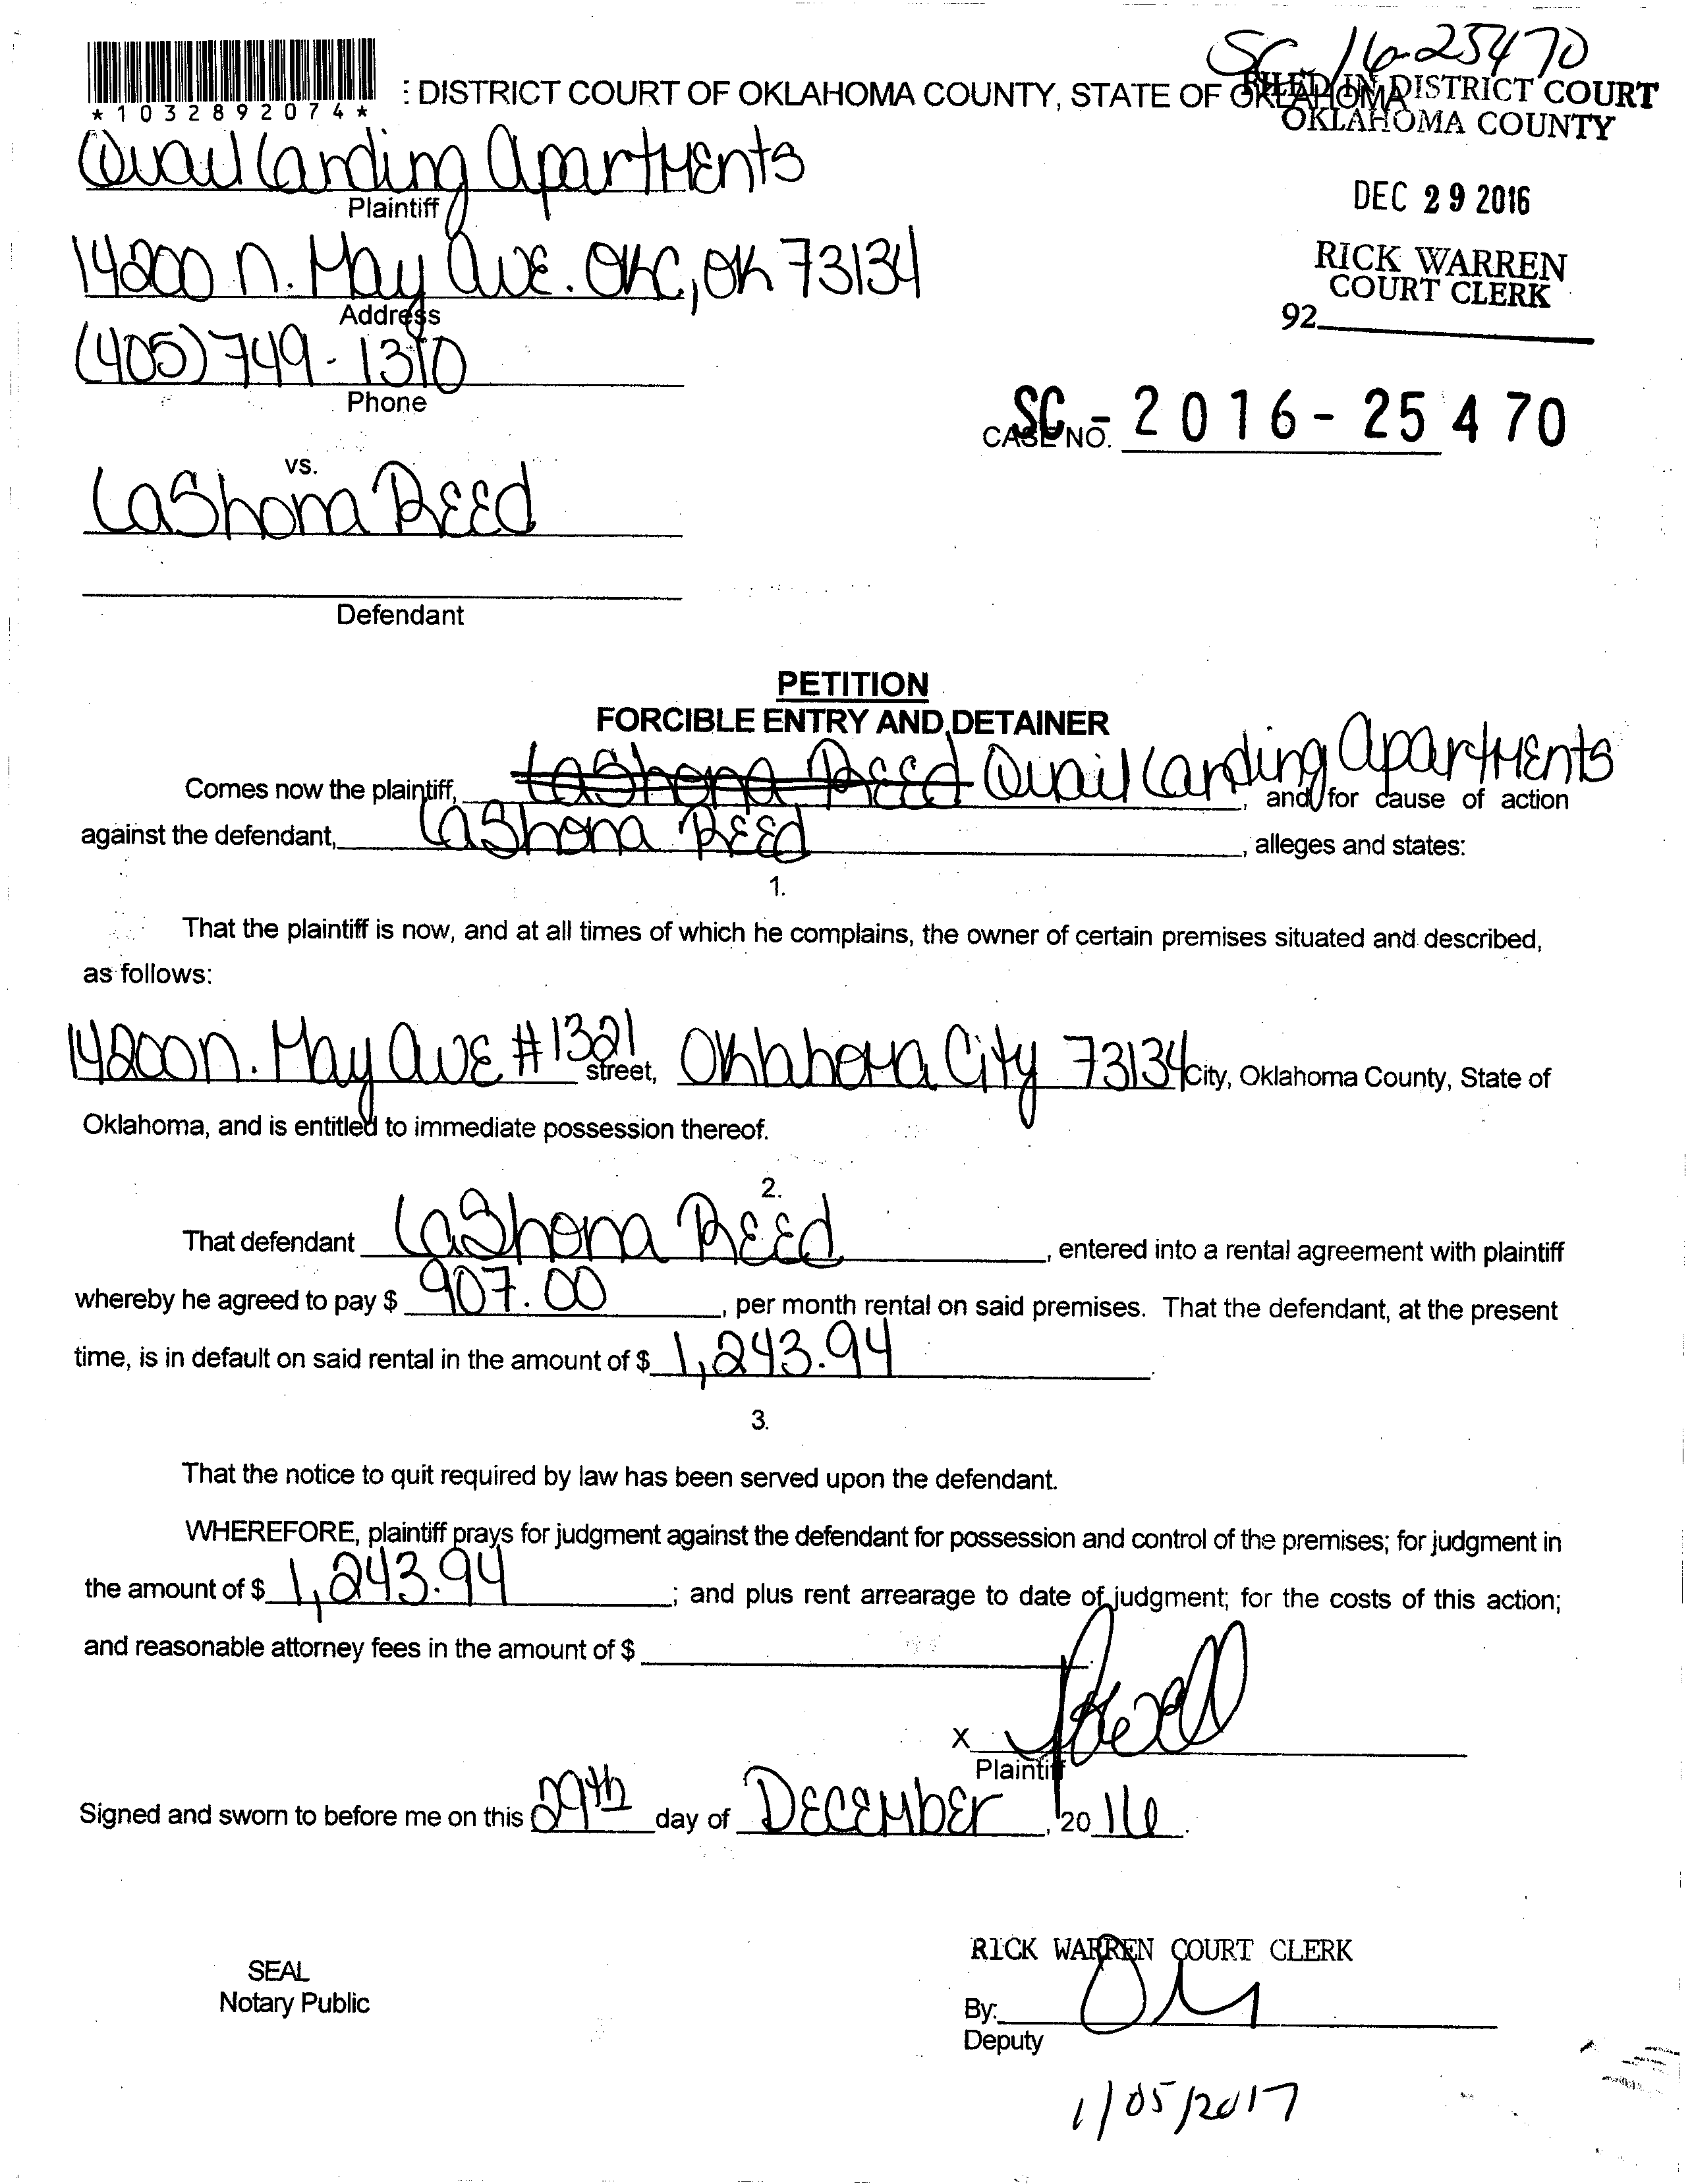 SC 16-25470
*1032892074*
: DISTRICT COURT OF OKLAHOMA COUNTY, STATE OF OKLAHOMA
FILED IN DISTRICT COURT
OKLAHOMA COUNTY
Quail Landing Apartments
Plaintiff
DEC 29 2016
14200 N. May Ave. OKC, OK 73134
Address
RICK WARREN
COURT CLERK
92
(405) 749-1310
Phone
CASE NO. SC-2016-25470
vs.
LaShona Reed
Defendant
PETITION
FORCIBLE ENTRY AND DETAINER
Comes now the plaintiff, LaShona Reed Quail Landing Apartments, and for cause of action
against the defendant, LaShona Reed, alleges and states:
1.
That the plaintiff is now, and at all times of which he complains, the owner of certain premises situated and described,
as follows:
14200 N. May Ave #1321 street, Oklahoma City 73134 City, Oklahoma County, State of
Oklahoma, and is entitled to immediate possession thereof.
2.
That defendant LaShona Reed, entered into a rental agreement with plaintiff
whereby he agreed to pay $ 907.00, per month rental on said premises. That the defendant, at the present
time, is in default on said rental in the amount of $ 1,243.94.
3.
That the notice to quit required by law has been served upon the defendant.
WHEREFORE, plaintiff prays for judgment against the defendant for possession and control of the premises; for judgment in
the amount of $ 1,243.94; and plus rent arrearage to date of judgment; for the costs of this action;
and reasonable attorney fees in the amount of $
X
Plaintiff
Signed and sworn to before me on this 29th day of December, 2016.
RICK WARREN COURT CLERK
SEAL
Notary Public
By:
Deputy
1/05/2017